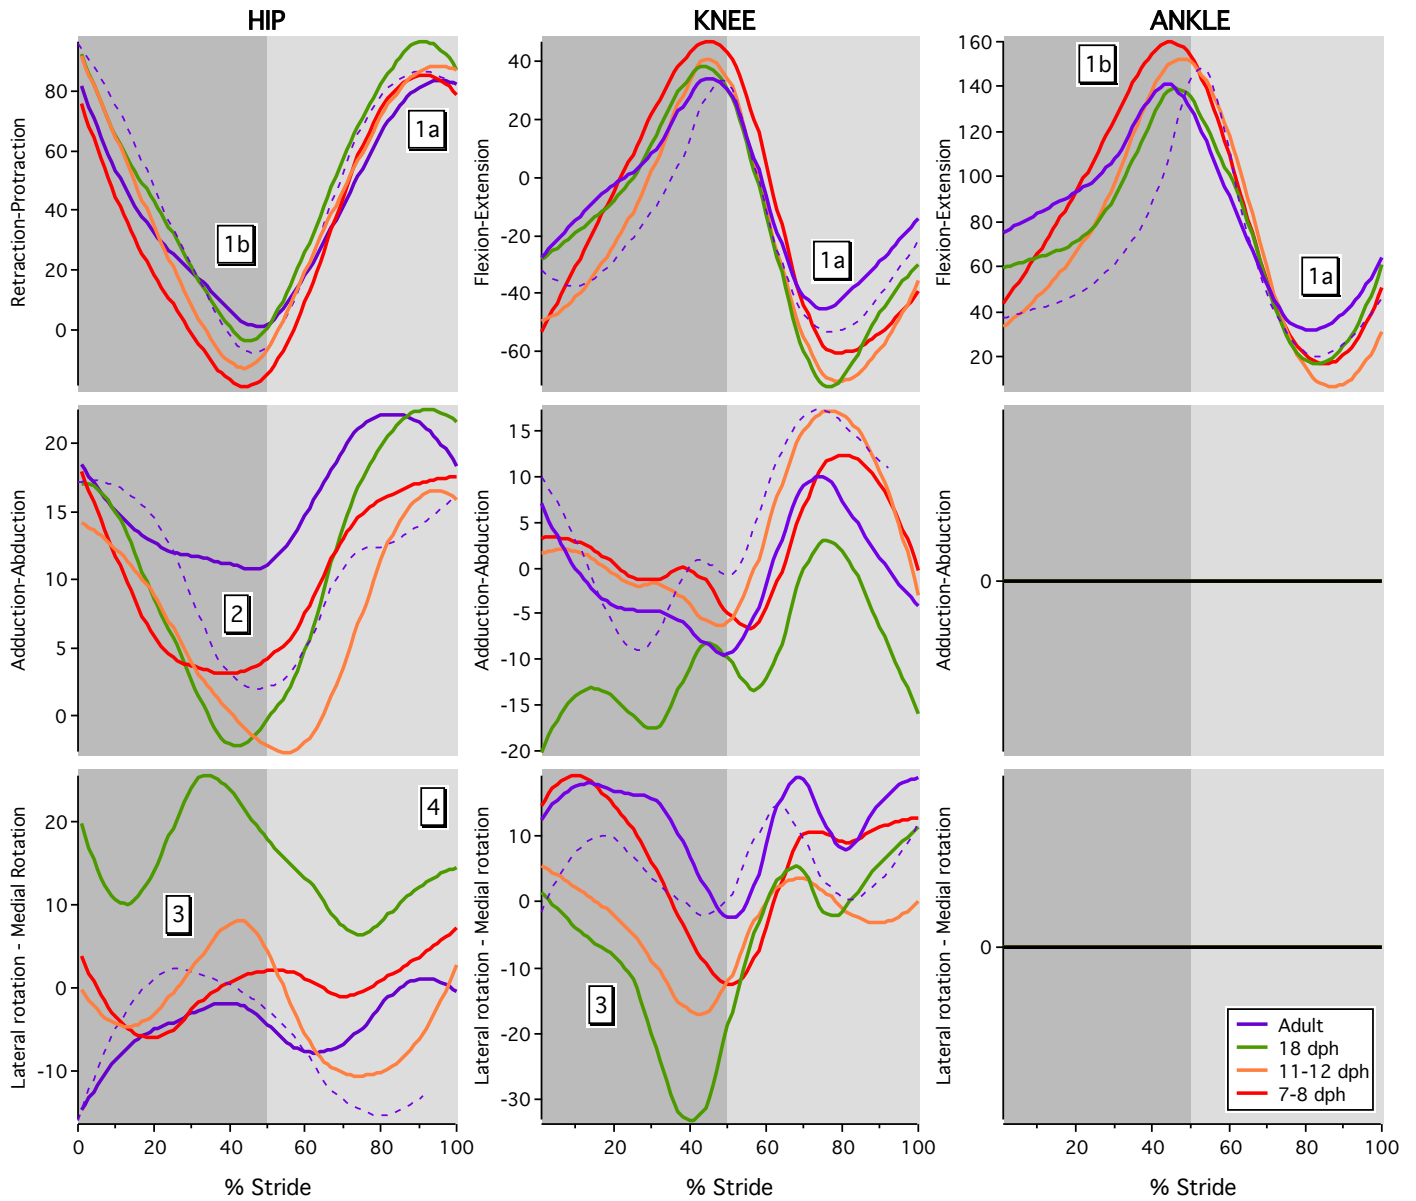 HIP
KNEE
ANKLE
Retraction-Protraction
80
60
40
20
0
1b
1a
Flexion-Extension
40
20
0
-20
-40
-60
1a
Flexion-Extension
160
140
120
100
80
60
40
20
1b
1a
Adduction-Abduction
20
15
10
5
0
2
Adduction-Abduction
15
10
5
0
-5
-10
-15
-20
Adduction-Abduction
0
Lateral rotation - Medial Rotation
20
10
0
-10
3
4
0 20 40 60 80 100
% Stride
Lateral rotation - Medial rotation
10
0
-10
-20
-30
3
20 40 60 80 100
% Stride
Lateral rotation - Medial rotation
0
Adult
18 dph
11-12 dph
7-8 dph
20 40 60 80 100
% Stride